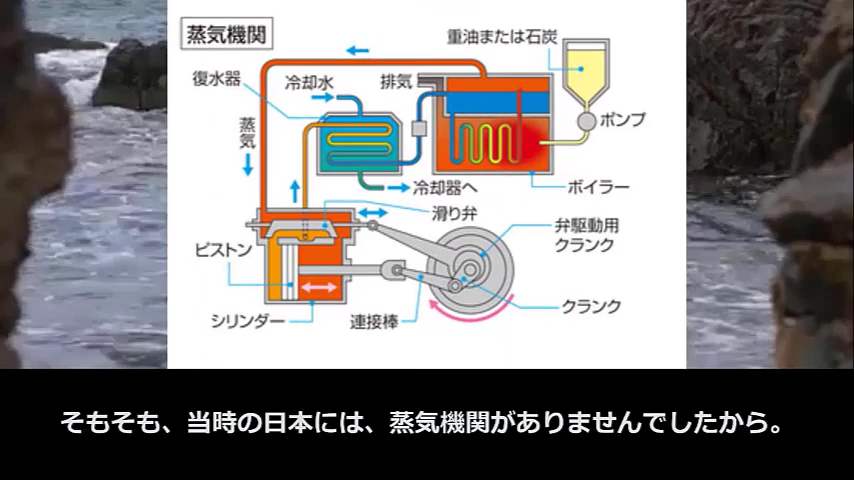 蒸気機関
重油または石炭
復水器
冷却水
排気
ポンプ
蒸気
冷却器へ
ボイラー
滑り弁
弁駆動用
クランク
ピストン
クランク
シリンダー
連接棒
そもそも、当時の日本には、蒸気機関がありませんでしたから。